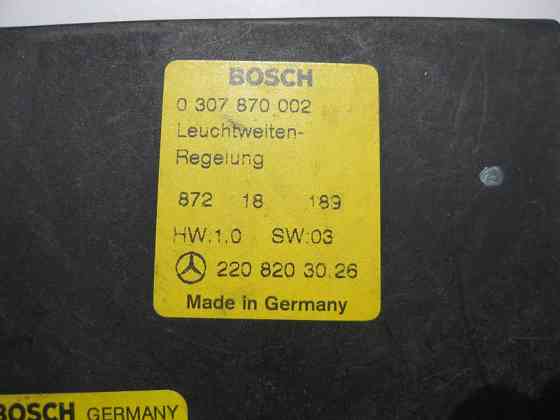 BOSCH
0 307 870 002
Leuchtweiten-
Regelung
872 18 189
HW:1.0 SW:03
220 820 30.26
Made in Germany
BOSCH GERMANY